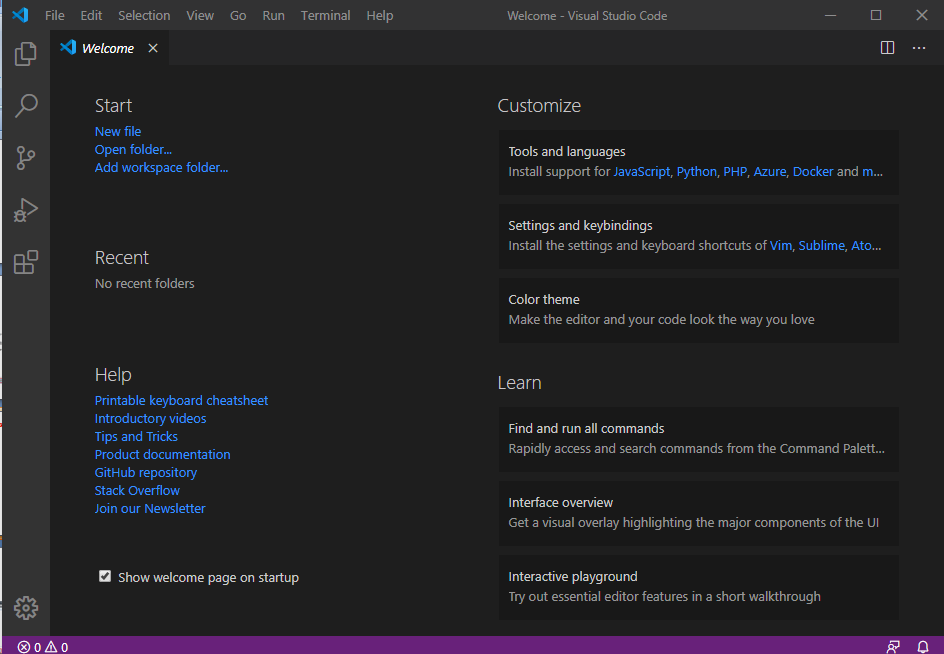 File Edit Selection View Go Run Terminal Help Welcome - Visual Studio Code
Welcome
Start
New file
Open folder...
Add workspace folder...
Recent
No recent folders
Help
Printable keyboard cheatsheet
Introductory videos
Tips and Tricks
Product documentation
GitHub repository
Stack Overflow
Join our Newsletter
Show welcome page on startup
Customize
Tools and languages
Install support for JavaScript, Python, PHP, Azure, Docker and m...
Settings and keybindings
Install the settings and keyboard shortcuts of Vim, Sublime, Ato...
Color theme
Make the editor and your code look the way you love
Learn
Find and run all commands
Rapidly access and search commands from the Command Palett...
Interface overview
Get a visual overlay highlighting the major components of the UI
Interactive playground
Try out essential editor features in a short walkthrough
0 0